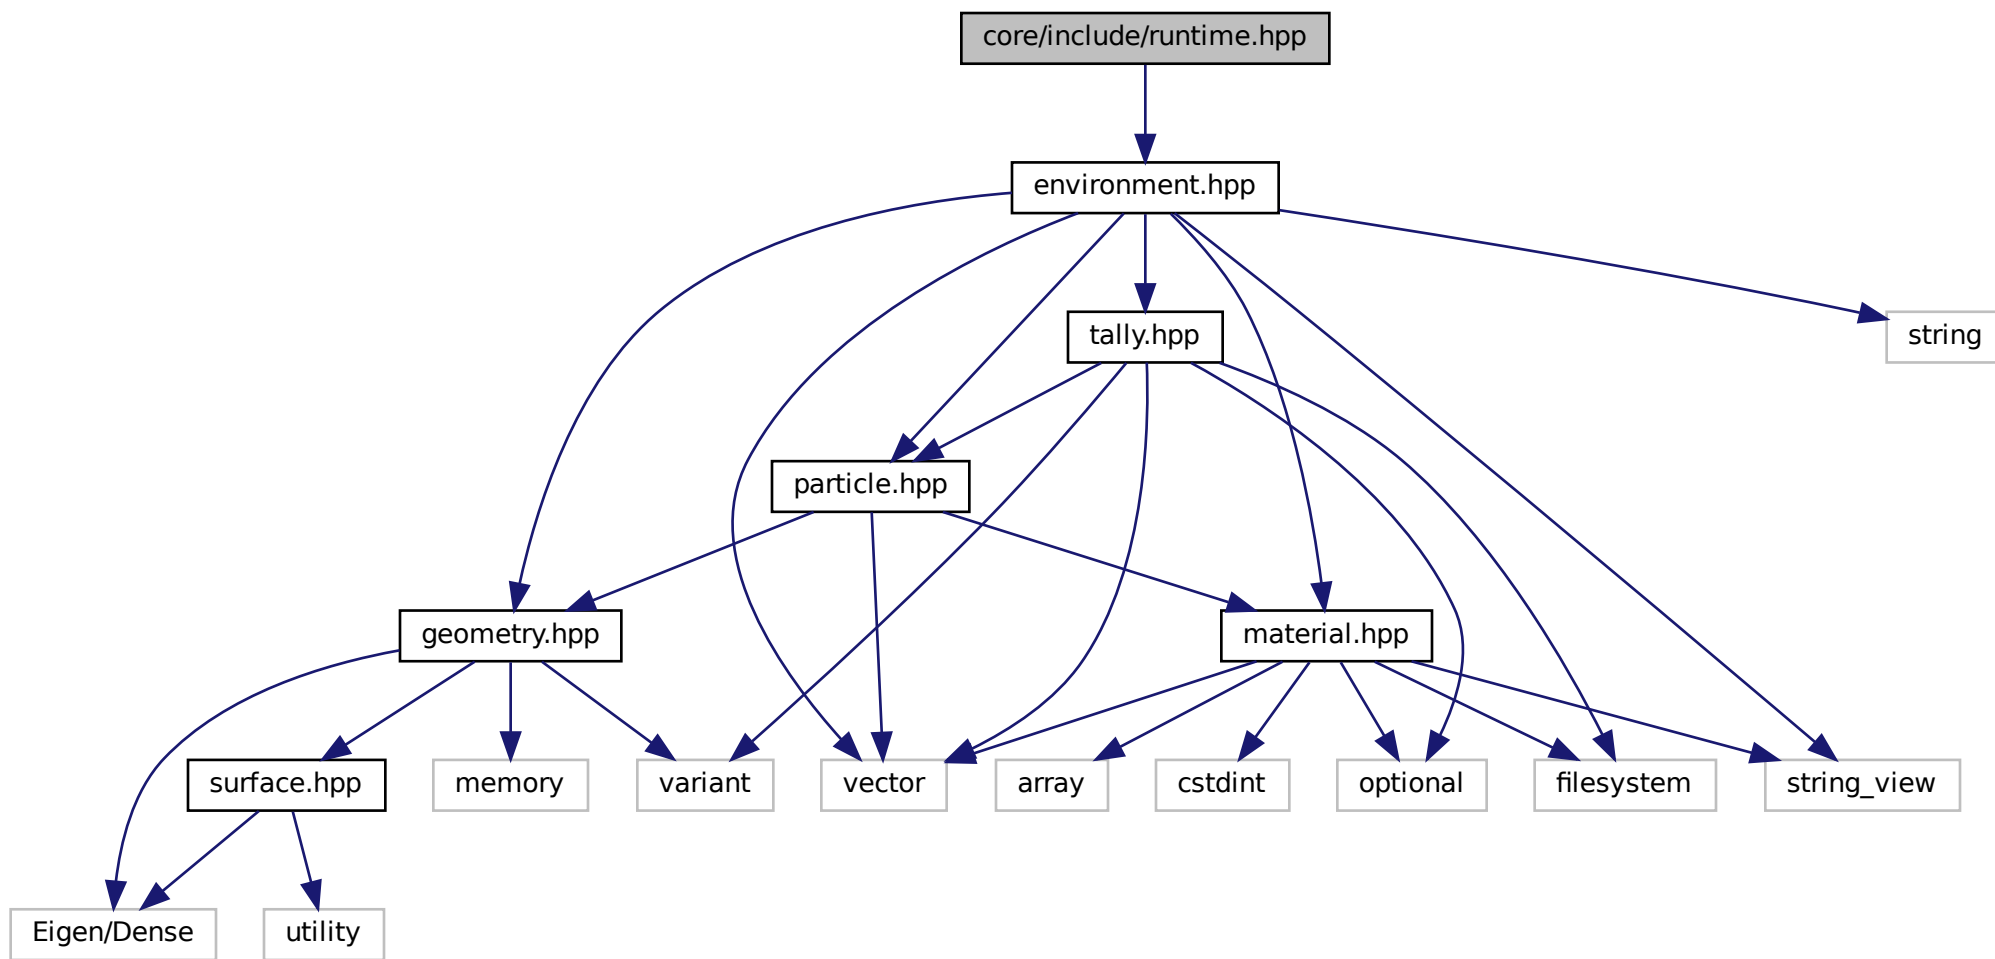 core/include/runtime.hpp
environment.hpp
tally.hpp
string
particle.hpp
geometry.hpp
material.hpp
surface.hpp
memory
variant
vector
array
cstdint
optional
filesystem
string_view
Eigen/Dense
utility